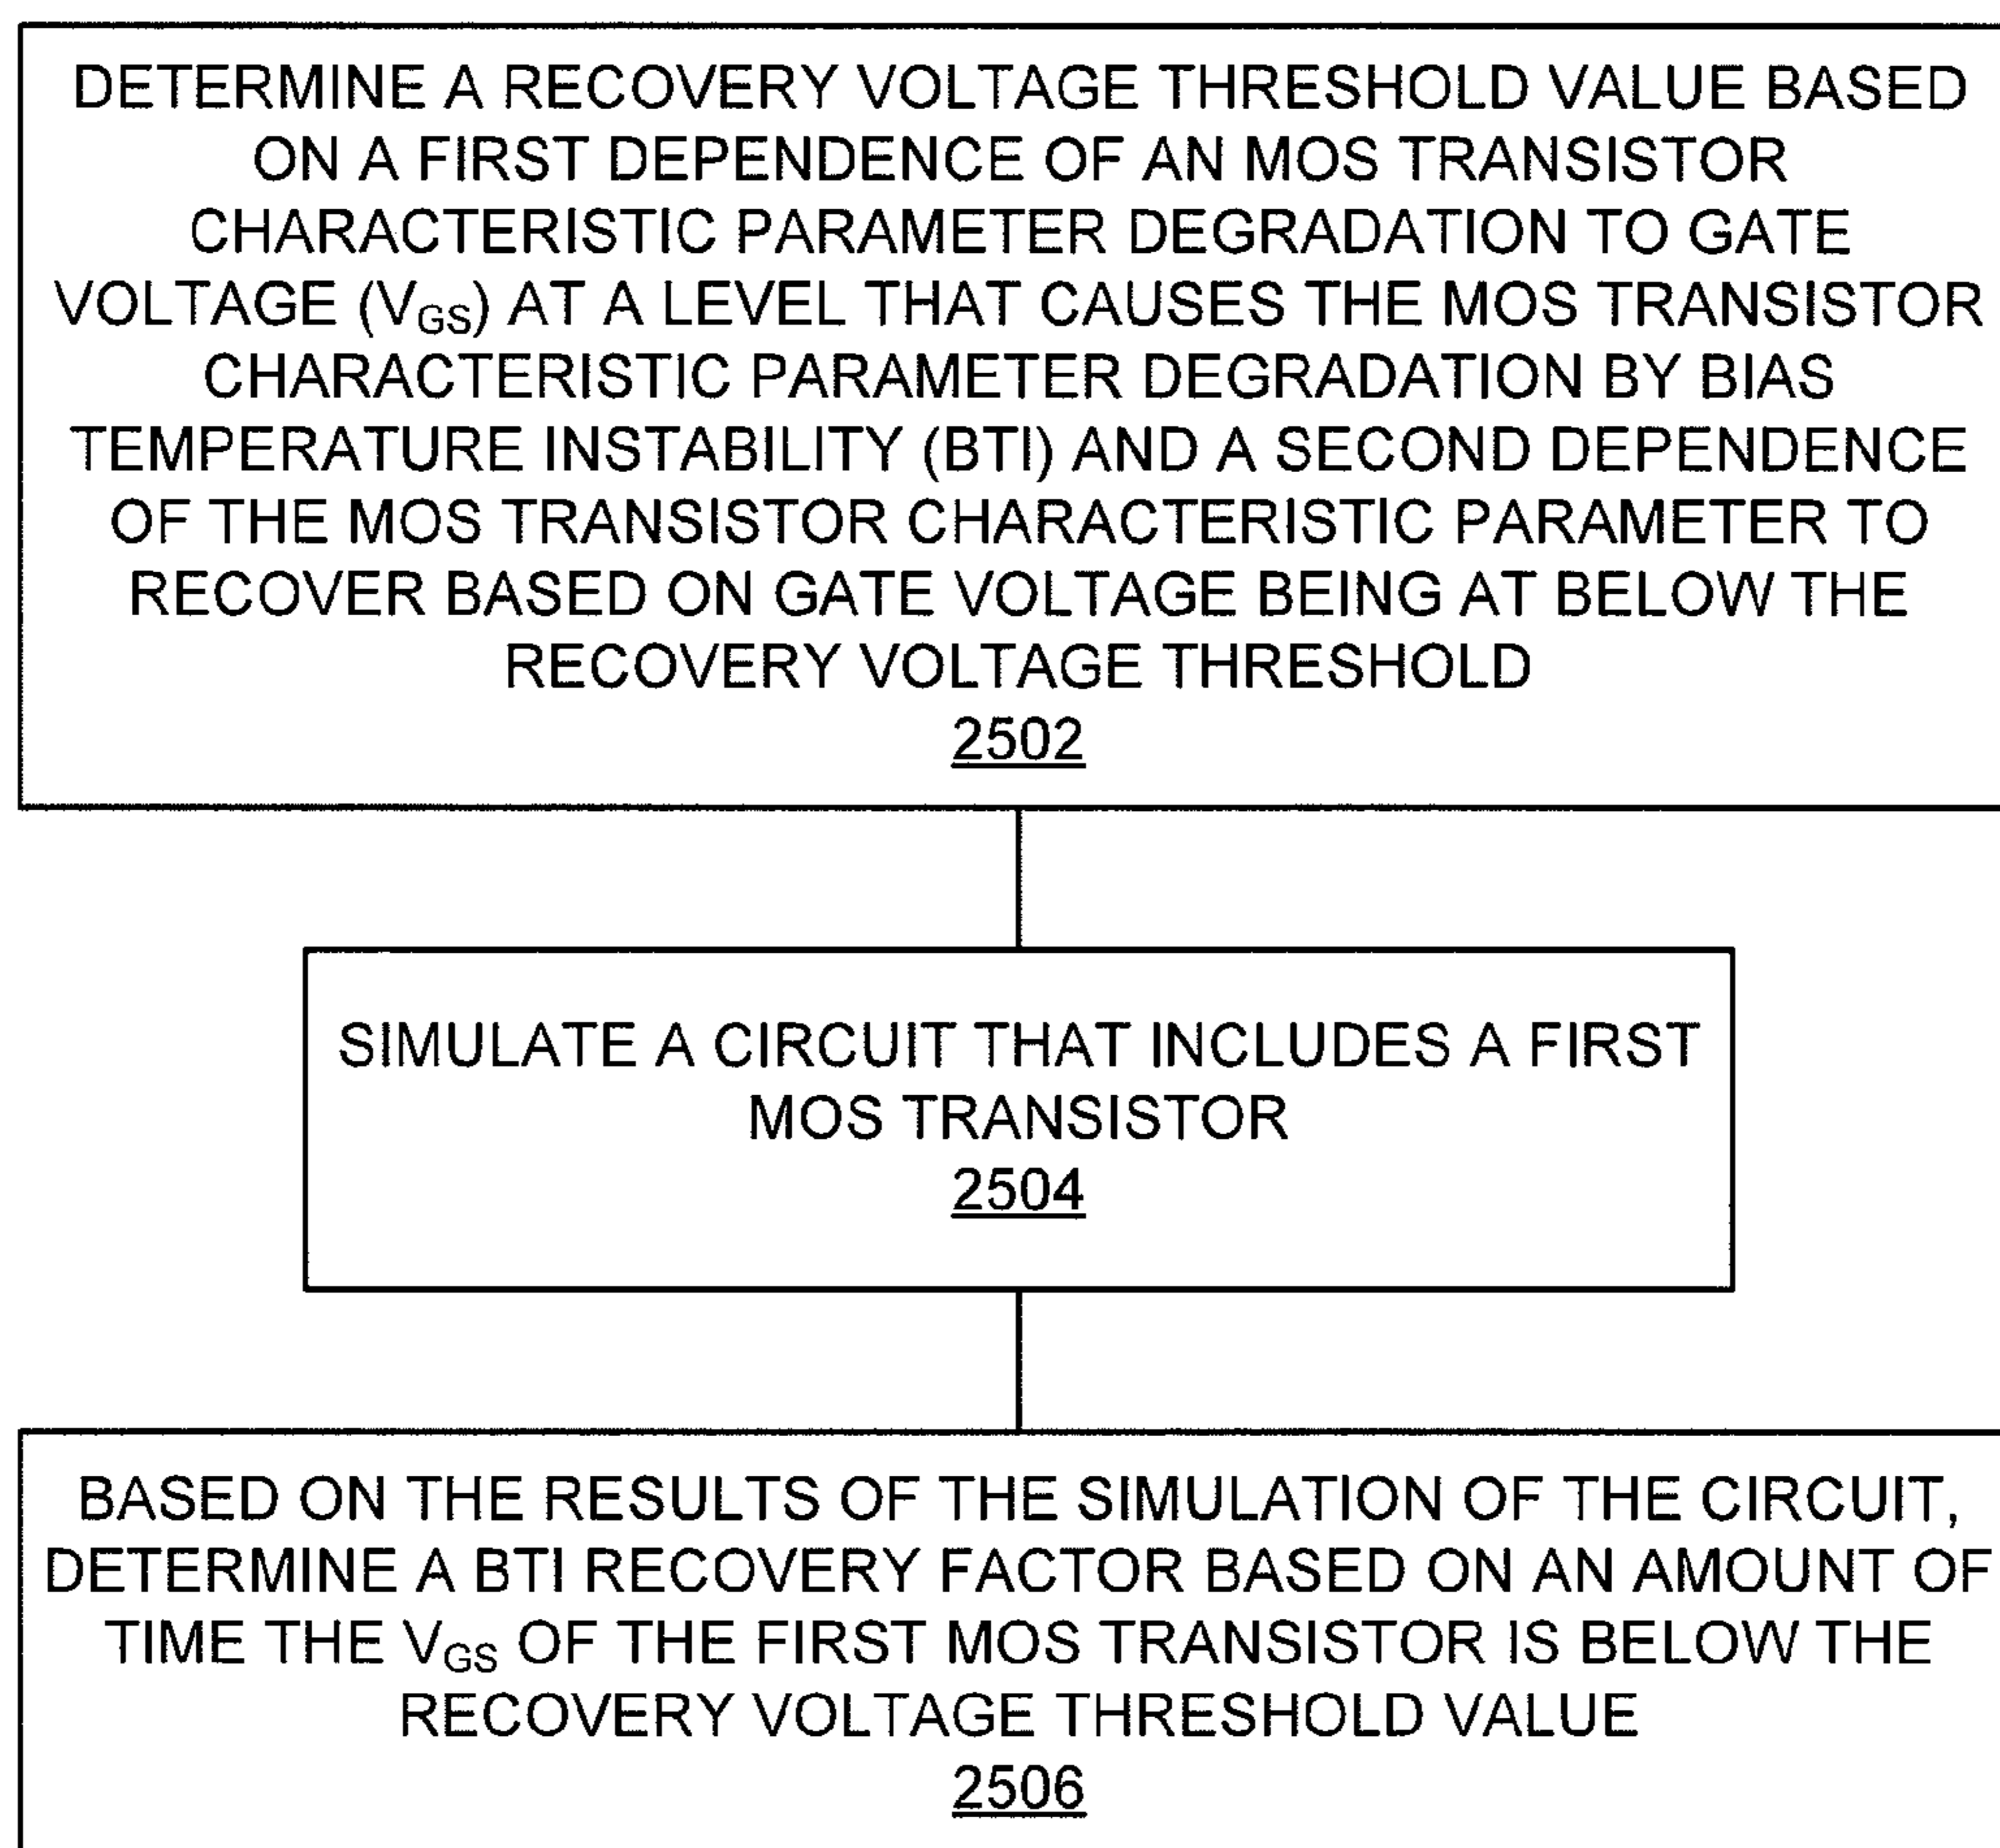 DETERMINE A RECOVERY VOLTAGE THRESHOLD VALUE BASED
ON A FIRST DEPENDENCE OF AN MOS TRANSISTOR
CHARACTERISTIC PARAMETER DEGRADATION TO GATE
VOLTAGE (VGS) AT A LEVEL THAT CAUSES THE MOS TRANSISTOR
CHARACTERISTIC PARAMETER DEGRADATION BY BIAS
TEMPERATURE INSTABILITY (BTI) AND A SECOND DEPENDENCE
OF THE MOS TRANSISTOR CHARACTERISTIC PARAMETER TO
RECOVER BASED ON GATE VOLTAGE BEING AT BELOW THE
RECOVERY VOLTAGE THRESHOLD
2502
SIMULATE A CIRCUIT THAT INCLUDES A FIRST
MOS TRANSISTOR
2504
BASED ON THE RESULTS OF THE SIMULATION OF THE CIRCUIT,
DETERMINE A BTI RECOVERY FACTOR BASED ON AN AMOUNT OF
TIME THE VGS OF THE FIRST MOS TRANSISTOR IS BELOW THE
RECOVERY VOLTAGE THRESHOLD VALUE
2506